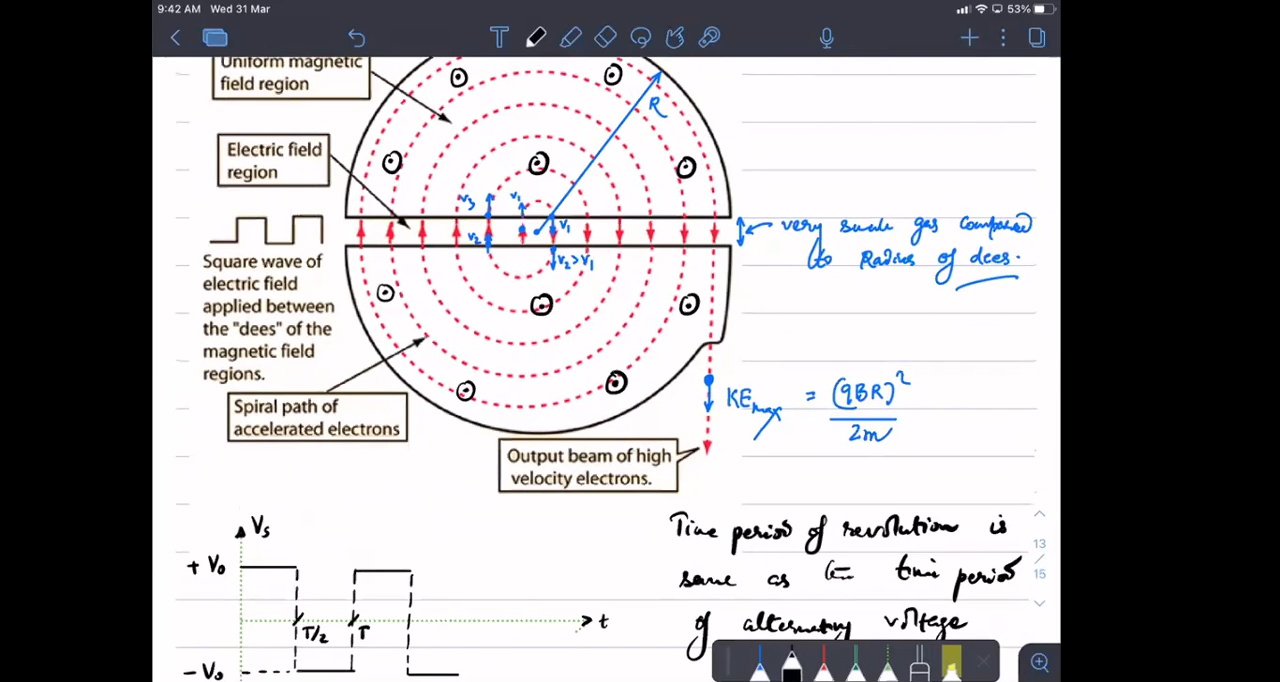 9:42 AM Wed 31 Mar
53%
T
Uniform magnetic
field region
R
Electric field
region
V3
V1
V2
V1
V2>V1
very small gas compared
to Radius of dees.
Square wave of
electric field
applied between
the "dees" of the
magnetic field
regions.
KEmax = (qBR)²
2m
Spiral path of
accelerated electrons
Output beam of high
velocity electrons.
Vs
+ V0
T/2
T
t
- V0
Time period of revolution is
same as the time period
of alternating voltage
13
15